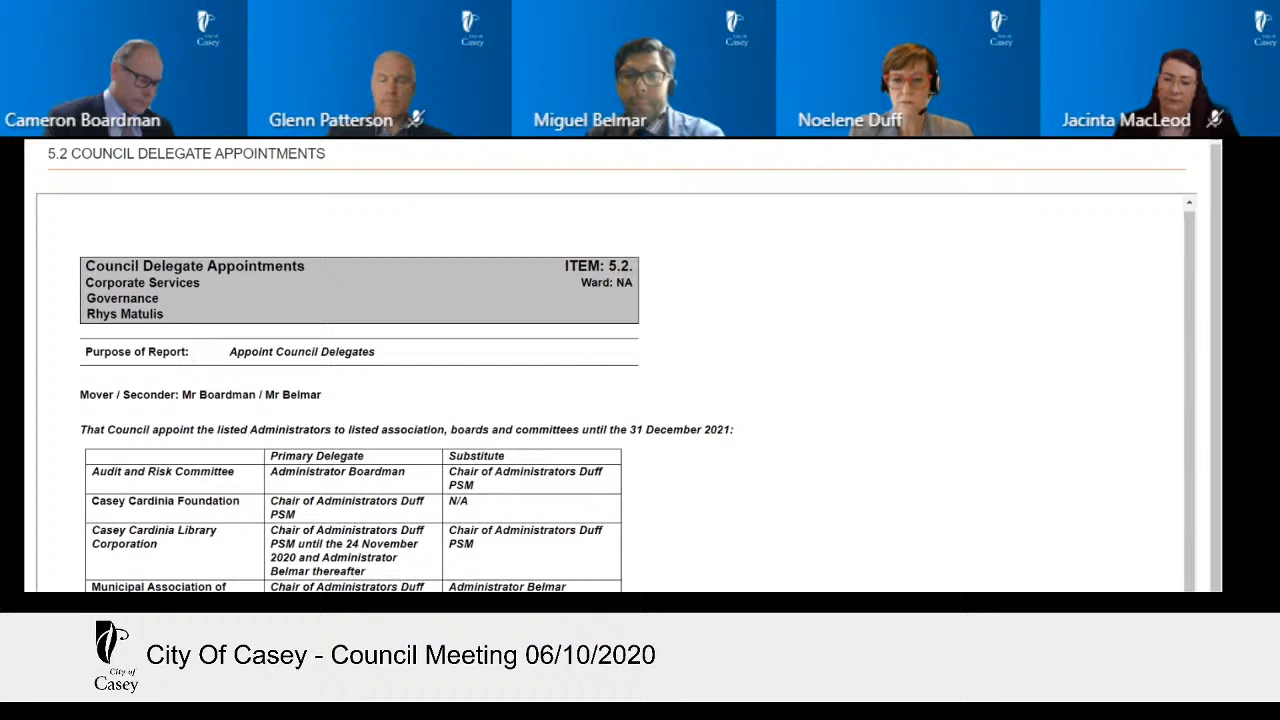 City of
Casey
City of
Casey
City of
Casey
City of
Casey
City of
Casey
Cameron Boardman
Glenn Patterson
Miguel Belmar
Noelene Duff
Jacinta MacLeod
5.2 COUNCIL DELEGATE APPOINTMENTS
Council Delegate Appointments ITEM: 5.2.
Corporate Services Ward: NA
Governance
Rhys Matulis
Purpose of Report: Appoint Council Delegates
Mover / Seconder: Mr Boardman / Mr Belmar
That Council appoint the listed Administrators to listed association, boards and committees until the 31 December 2021:
Primary Delegate Substitute
Audit and Risk Committee Administrator Boardman Chair of Administrators Duff
PSM
Casey Cardinia Foundation Chair of Administrators Duff N/A
PSM
Casey Cardinia Library Chair of Administrators Duff Chair of Administrators Duff
Corporation PSM until the 24 November PSM
2020 and Administrator
Belmar thereafter
Municipal Association of Chair of Administrators Duff Administrator Belmar
City of
Casey
City Of Casey - Council Meeting 06/10/2020